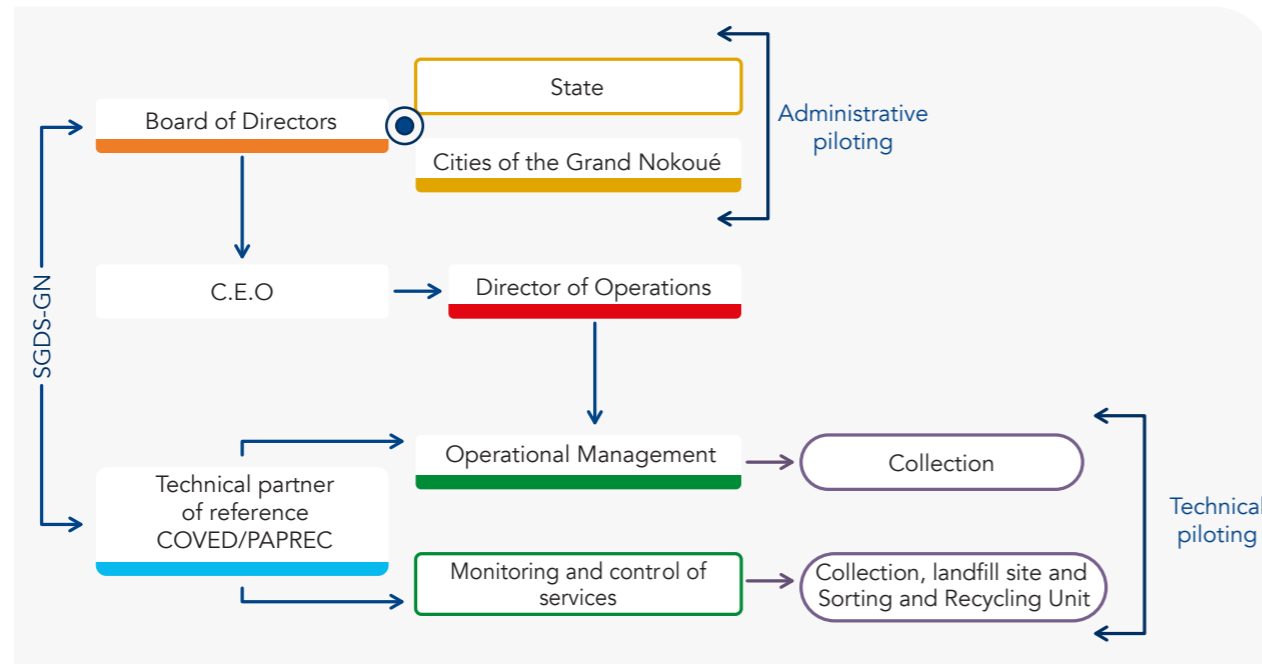 State
Board of Directors
Administrative
piloting
Cities of the Grand Nokoué
SGDS-GN
C.E.O
Director of Operations
Operational Management
Collection
Technical partner
of reference
COVED/PAPREC
Technical
piloting
Monitoring and control of
services
Collection, landfill site and
Sorting and Recycling Unit